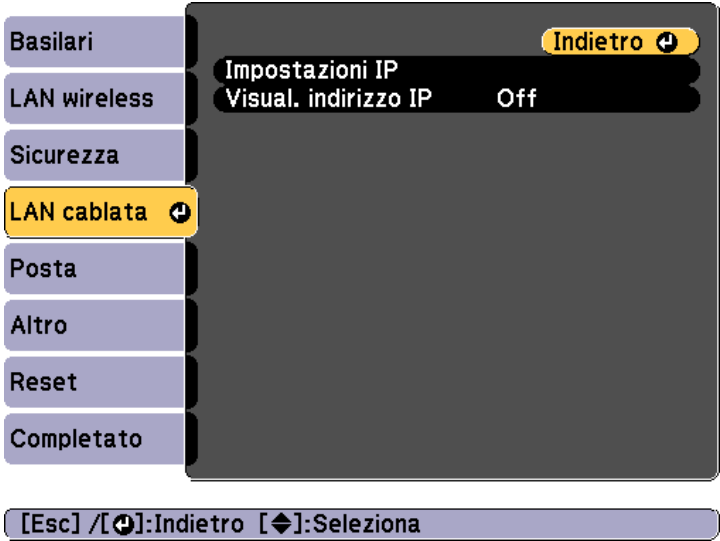 Basilari
LAN wireless
Sicurezza
LAN cablata
Posta
Altro
Reset
Completato
Indietro
Impostazioni IP
Visual. indirizzo IP Off
[Esc] /[⏎]:Indietro [◆]:Seleziona